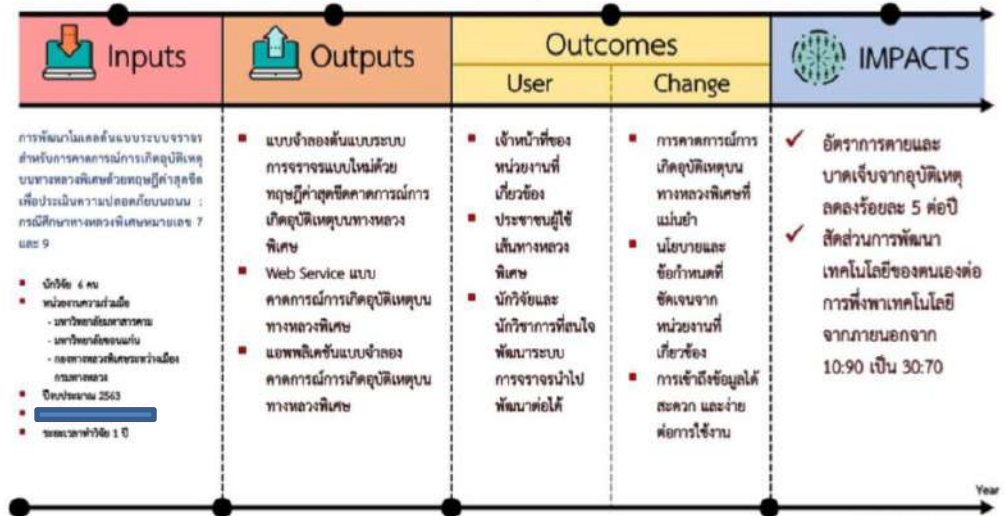 Inputs
การพัฒนาโมเดลต้นแบบระบบจราจร
สำหรับการคาดการณ์การเกิดอุบัติเหตุ
บนทางหลวงพิเศษด้วยทฤษฎีค่าสุดขีด
เพื่อประเมินความปลอดภัยบนถนน :
กรณีศึกษาทางหลวงพิเศษหมายเลข 7
และ 9
นักวิจัย 6 คน
หน่วยงานความร่วมมือ
- มหาวิทยาลัยมหาสารคาม
- มหาวิทยาลัยขอนแก่น
- กองทางหลวงพิเศษระหว่างเมือง
กรมทางหลวง
ปีงบประมาณ 2563
ระยะเวลาทำวิจัย 1 ปี
Outputs
แบบจำลองต้นแบบระบบ
การจราจรแบบใหม่ด้วย
ทฤษฎีค่าสุดขีดคาดการณ์การ
เกิดอุบัติเหตุบนทางหลวง
พิเศษ
Web Service แบบ
คาดการณ์การเกิดอุบัติเหตุบน
ทางหลวงพิเศษ
แอพพลิเคชันแบบจำลอง
คาดการณ์การเกิดอุบัติเหตุบน
ทางหลวงพิเศษ
Outcomes
User
เจ้าหน้าที่ของ
หน่วยงานที่
เกี่ยวข้อง
ประชาชนผู้ใช้
เส้นทางหลวง
พิเศษ
นักวิจัยและ
นักวิชาการที่สนใจ
พัฒนาระบบ
การจราจรนำไป
พัฒนาต่อได้
Change
การคาดการณ์การ
เกิดอุบัติเหตุบน
ทางหลวงพิเศษที่
แม่นยำ
นโยบายและ
ข้อกำหนดที่
ชัดเจนจาก
หน่วยงานที่
เกี่ยวข้อง
การเข้าถึงข้อมูลได้
สะดวก และง่าย
ต่อการใช้งาน
IMPACTS
อัตราการตายและ
บาดเจ็บจากอุบัติเหตุ
ลดลงร้อยละ 5 ต่อปี
สัดส่วนการพัฒนา
เทคโนโลยีของตนเองต่อ
การพึ่งพาเทคโนโลยี
จากภายนอกจาก
10:90 เป็น 30:70
Year